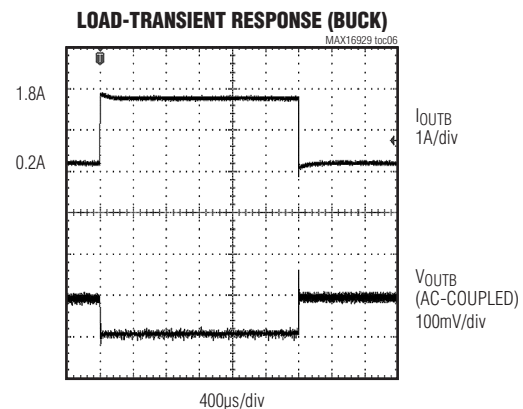 LOAD-TRANSIENT RESPONSE (BUCK)
MAX16929 toc06
1.8A
0.2A
IOUTB
1A/div
VOUTB
(AC-COUPLED)
100mV/div
400µs/div